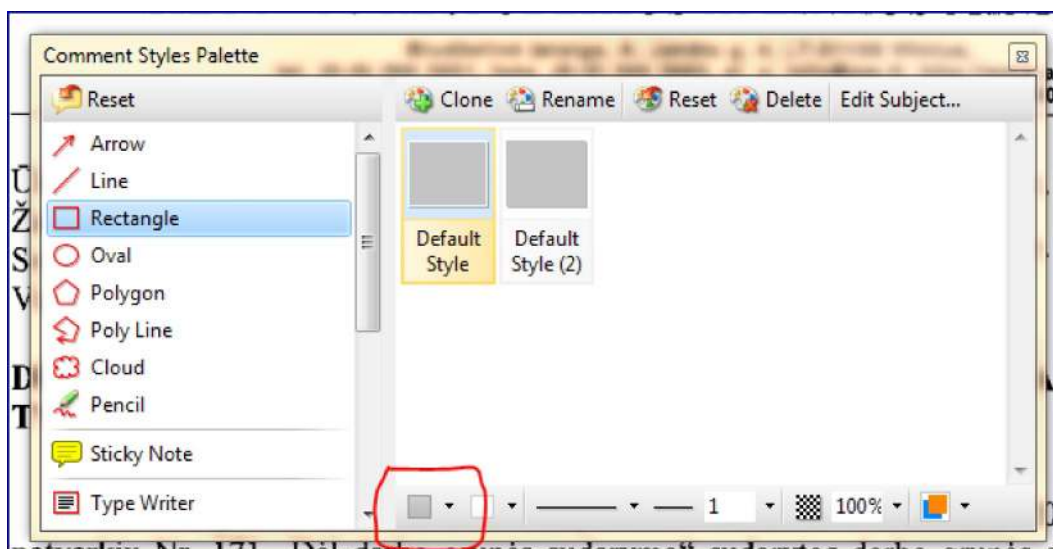 Comment Styles Palette
Reset
Clone Rename Reset Delete Edit Subject...
Arrow
Line
Rectangle
Oval
Polygon
Poly Line
Cloud
Pencil
Sticky Note
Type Writer
Default Style
Default Style (2)
1 100%
Ū
Ž
S
V
D
T